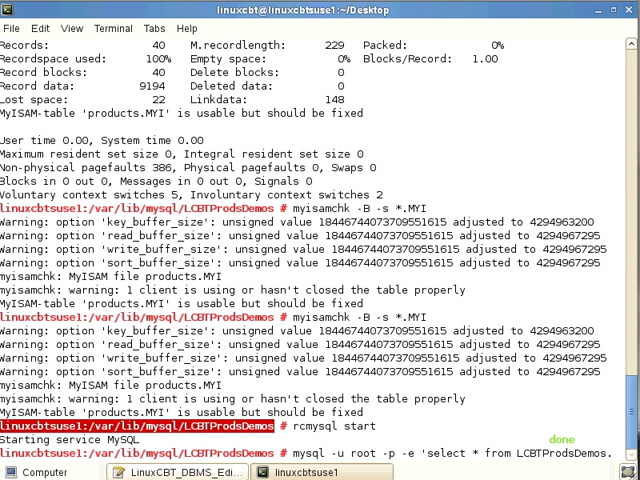 linuxcbt@linuxcbtsuse1:~/Desktop
File Edit View Terminal Tabs Help
Records: 40 M.recordlength: 229 Packed: 0%
Recordspace used: 100% Empty space: 0% Blocks/Record: 1.00
Record blocks: 40 Delete blocks: 0
Record data: 9194 Deleted data: 0
Lost space: 22 Linkdata: 148
MyISAM-table 'products.MYI' is usable but should be fixed
User time 0.00, System time 0.00
Maximum resident set size 0, Integral resident set size 0
Non-physical pagefaults 386, Physical pagefaults 0, Swaps 0
Blocks in 0 out 0, Messages in 0 out 0, Signals 0
Voluntary context switches 5, Involuntary context switches 2
linuxcbtsuse1:/var/lib/mysql/LCBTProdsDemos # myisamchk -B -s *.MYI
Warning: option 'key_buffer_size': unsigned value 18446744073709551615 adjusted to 4294963200
Warning: option 'read_buffer_size': unsigned value 18446744073709551615 adjusted to 4294967295
Warning: option 'write_buffer_size': unsigned value 18446744073709551615 adjusted to 4294967295
Warning: option 'sort_buffer_size': unsigned value 18446744073709551615 adjusted to 4294967295
myisamchk: MyISAM file products.MYI
myisamchk: warning: 1 client is using or hasn't closed the table properly
MyISAM-table 'products.MYI' is usable but should be fixed
linuxcbtsuse1:/var/lib/mysql/LCBTProdsDemos # myisamchk -B -s *.MYI
Warning: option 'key_buffer_size': unsigned value 18446744073709551615 adjusted to 4294963200
Warning: option 'read_buffer_size': unsigned value 18446744073709551615 adjusted to 4294967295
Warning: option 'write_buffer_size': unsigned value 18446744073709551615 adjusted to 4294967295
Warning: option 'sort_buffer_size': unsigned value 18446744073709551615 adjusted to 4294967295
myisamchk: MyISAM file products.MYI
myisamchk: warning: 1 client is using or hasn't closed the table properly
MyISAM-table 'products.MYI' is usable but should be fixed
linuxcbtsuse1:/var/lib/mysql/LCBTProdsDemos # rcmysql start
Starting service MySQL done
linuxcbtsuse1:/var/lib/mysql/LCBTProdsDemos # mysql -u root -p -e 'select * from LCBTProdsDemos.
Computer LinuxCBT_DBMS_Edi... linuxcbtsuse1